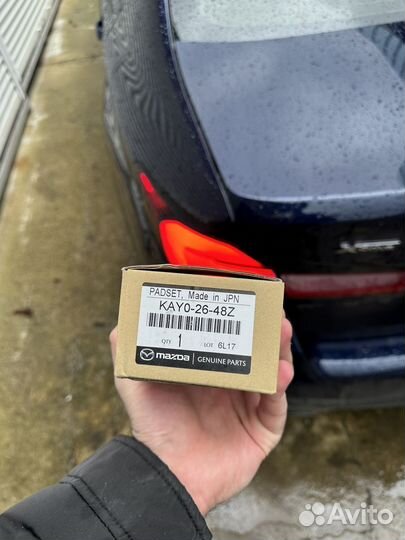 PADSET, Made in JPN
KAY0-26-48Z
QTY 1 LOT 6L17
mazda GENUINE PARTS
Avito